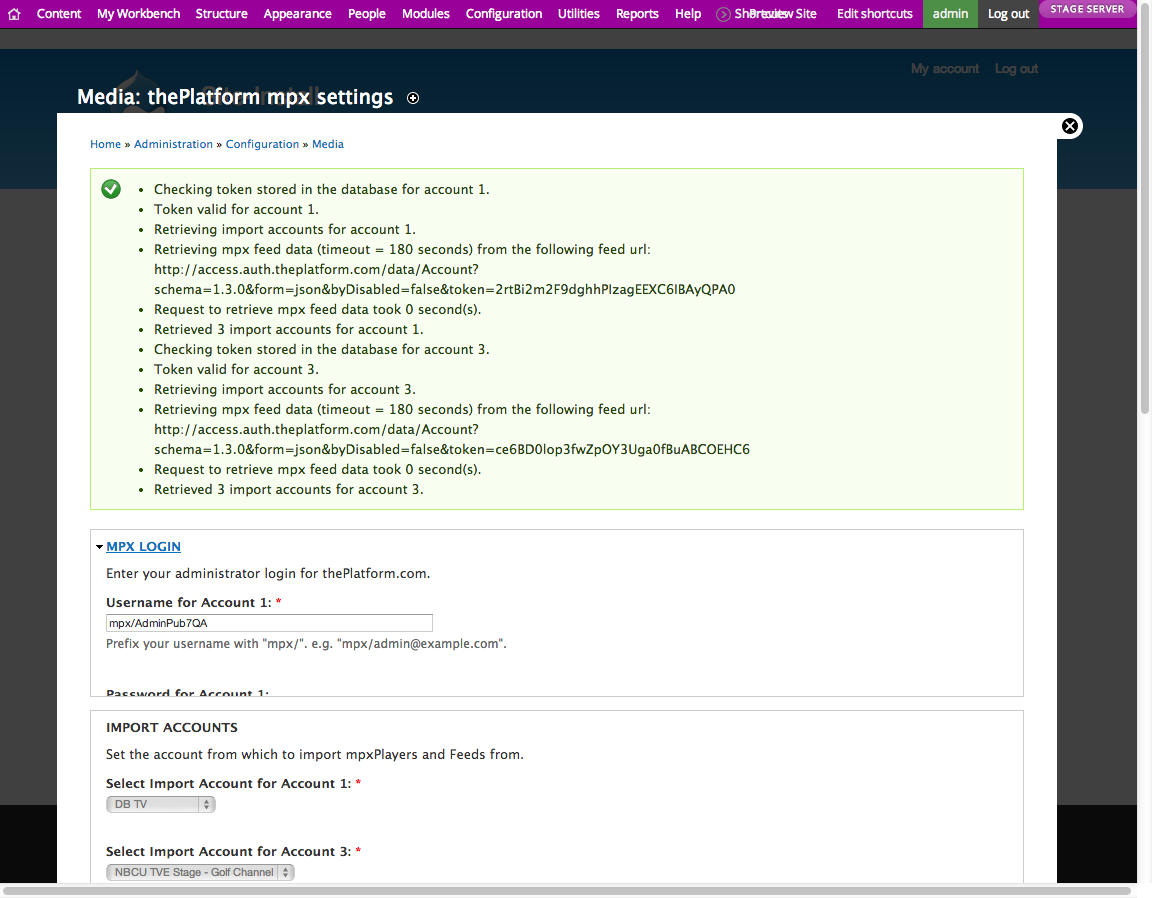 Content My Workbench Structure Appearance People Modules Configuration Utilities Reports Help Shortcuts Preview Site Edit shortcuts admin Log out STAGE SERVER
My account Log out
Site-Install
Media: thePlatform mpx settings
Home » Administration » Configuration » Media
• Checking token stored in the database for account 1.
• Token valid for account 1.
• Retrieving import accounts for account 1.
• Retrieving mpx feed data (timeout = 180 seconds) from the following feed url:
http://access.auth.theplatform.com/data/Account?
schema=1.3.0&form=json&byDisabled=false&token=2rtBi2m2F9dghhPIzagEEXC6IBAyQPA0
• Request to retrieve mpx feed data took 0 second(s).
• Retrieved 3 import accounts for account 1.
• Checking token stored in the database for account 3.
• Token valid for account 3.
• Retrieving import accounts for account 3.
• Retrieving mpx feed data (timeout = 180 seconds) from the following feed url:
http://access.auth.theplatform.com/data/Account?
schema=1.3.0&form=json&byDisabled=false&token=ce6BD0lop3fwZpOY3Uga0fBuABCOEHC6
• Request to retrieve mpx feed data took 0 second(s).
• Retrieved 3 import accounts for account 3.
MPX LOGIN
Enter your administrator login for thePlatform.com.
Username for Account 1: *
mpx/AdminPub7QA
Prefix your username with "mpx/". e.g. "mpx/admin@example.com".
Password for Account 1:
IMPORT ACCOUNTS
Set the account from which to import mpxPlayers and Feeds from.
Select Import Account for Account 1: *
DB TV
Select Import Account for Account 3: *
NBCU TVE Stage - Golf Channel